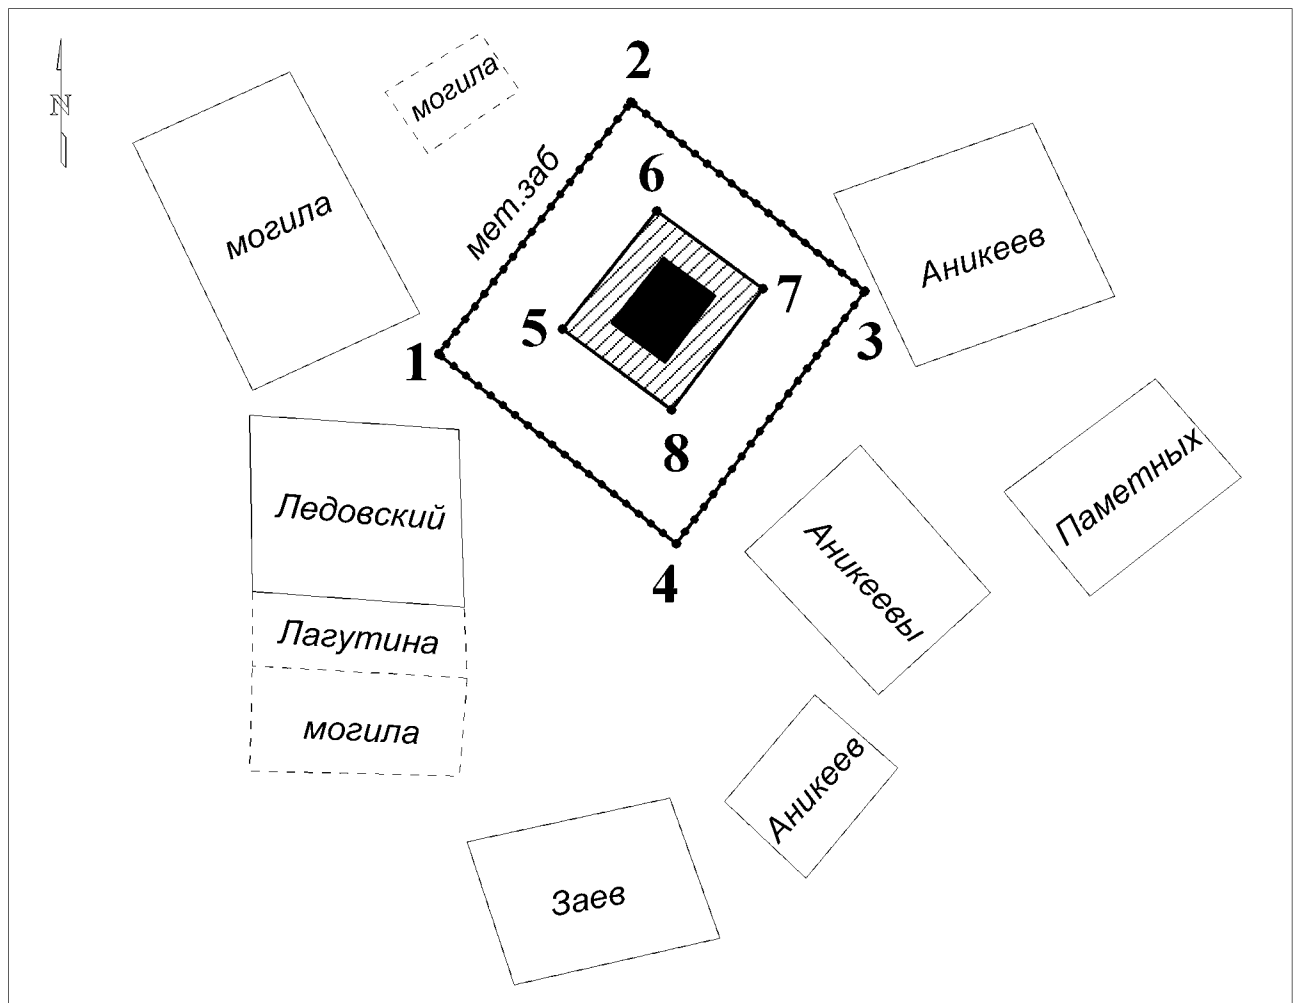 2
могила
N
мет.заб
6
могила
Аникеев
7
5
3
1
Паметных
8
Ледовский
Аникеевы
4
Лагутина
могила
Аникеев
Заев